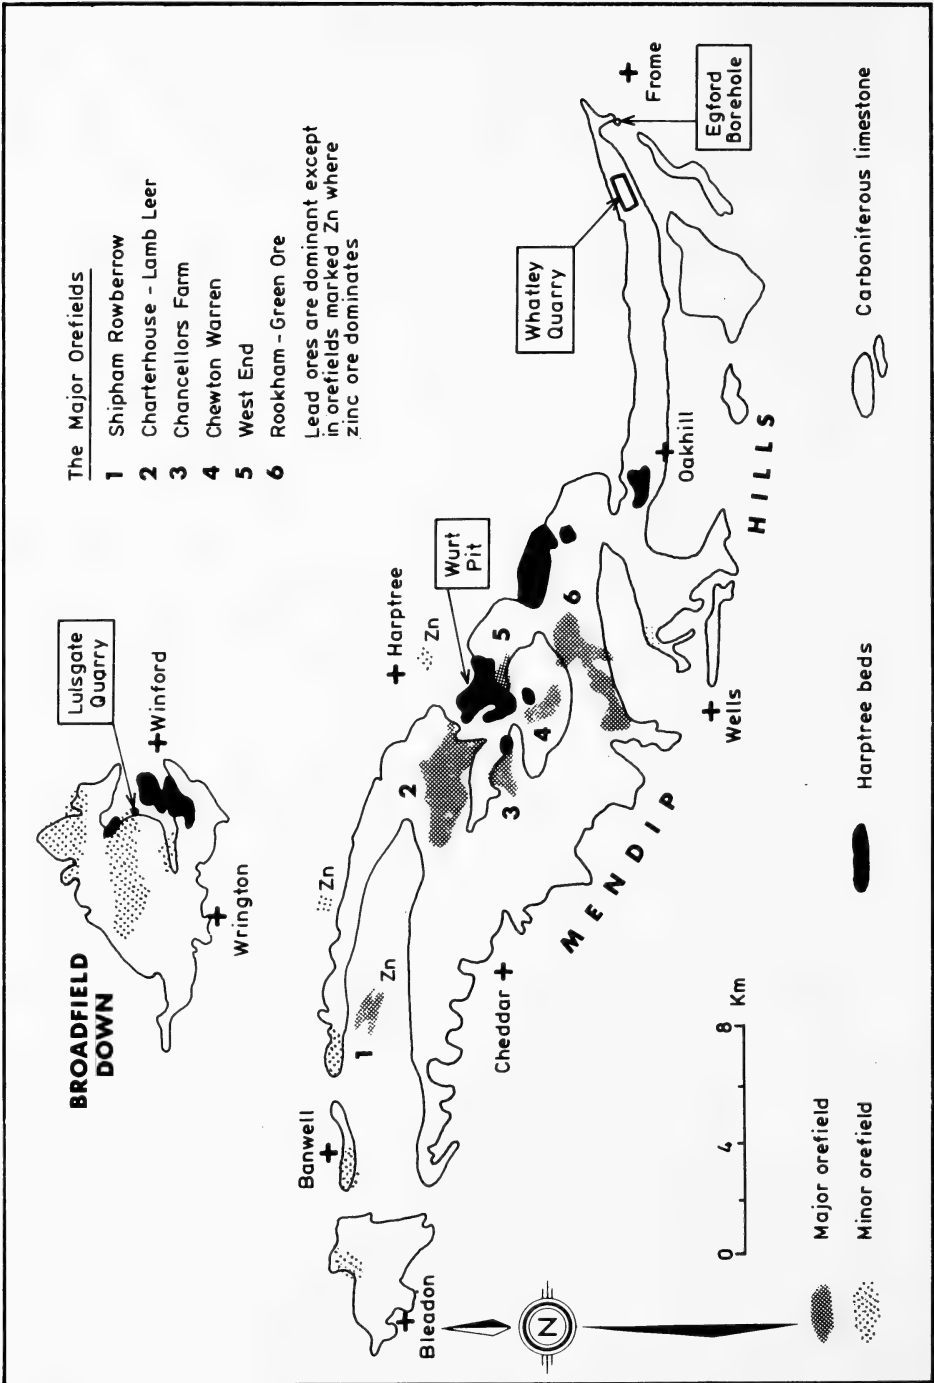 BROADFIELD
DOWN
Lulsgate
Quarry
Winford
Wrington
The Major Orefields
1 Shipham Rowberrow
2 Charterhouse - Lamb Leer
3 Chancellors Farm
4 Chewton Warren
5 West End
6 Rookham - Green Ore
Lead ores are dominant except
in orefields marked Zn where
zinc ore dominates
Banwell
Bleadon
Zn
1
Zn
2
Harptree
Zn
Wurt
Pit
3
4
5
6
Cheddar
Wells
Oakhill
Whatley
Quarry
Frome
Egford
Borehole
MENDIP
HILLS
N
0
4
8
Km
Major orefield
Minor orefield
Harptree beds
Carboniferous limestone